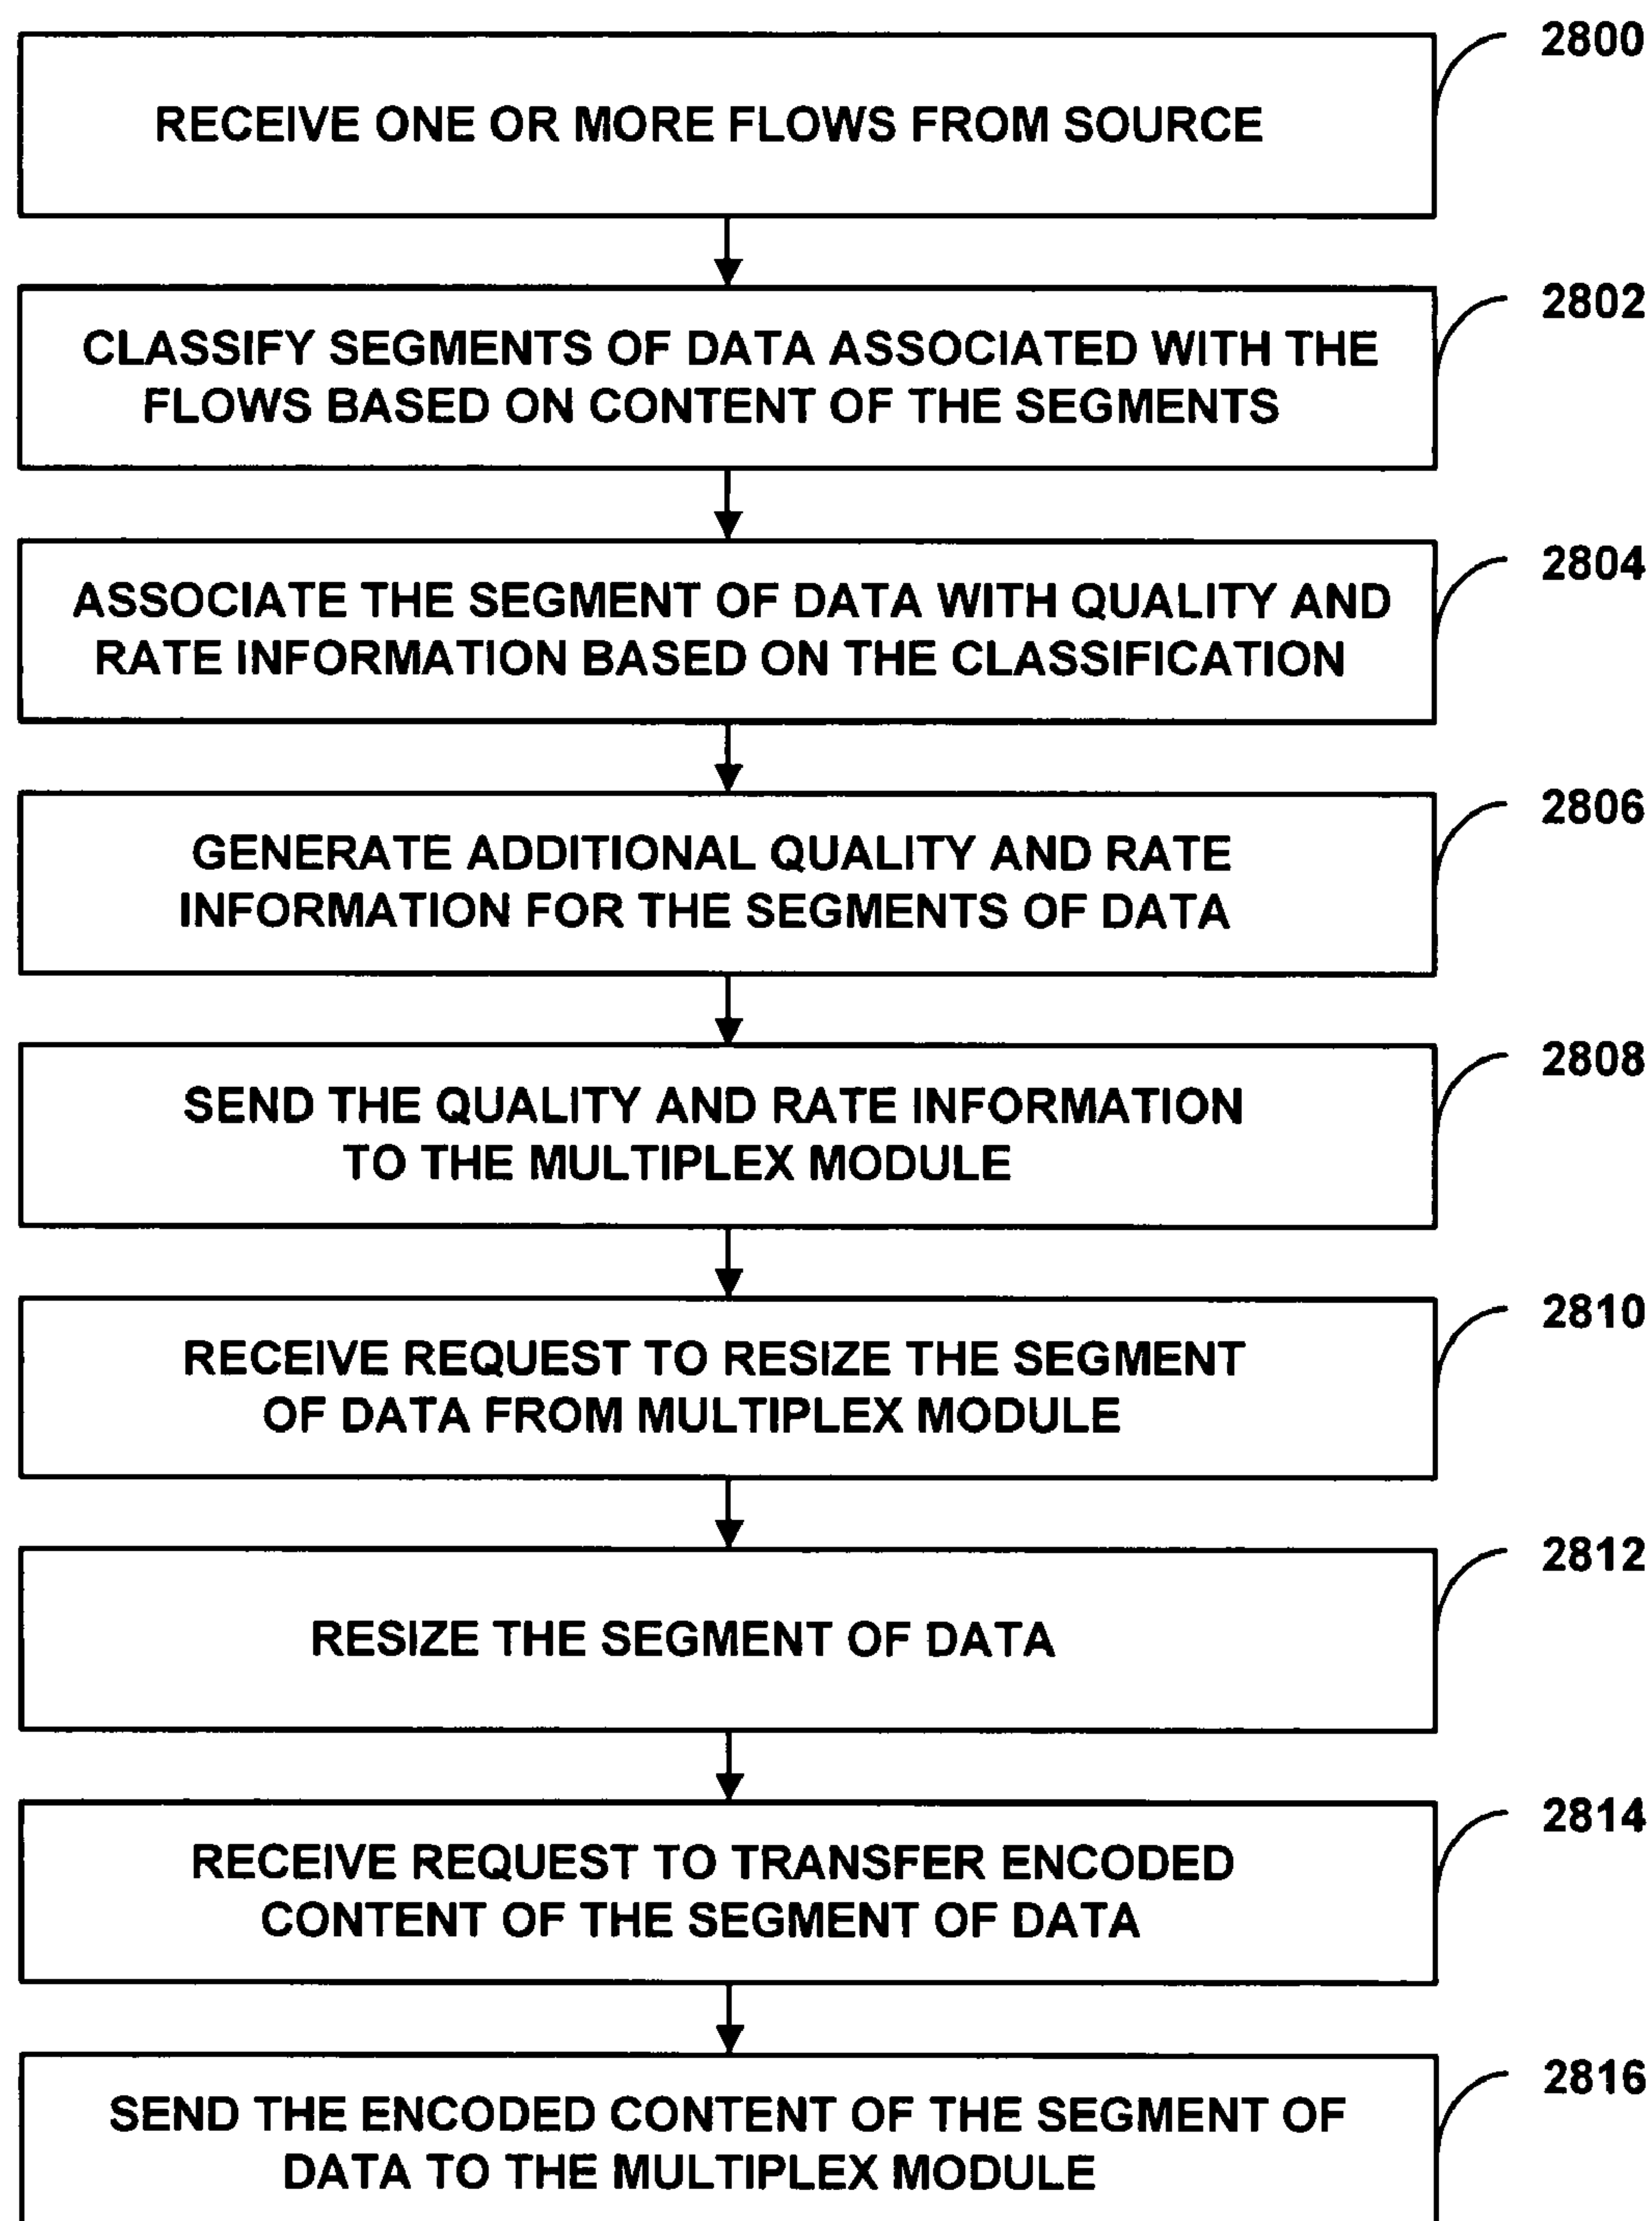 2800
RECEIVE ONE OR MORE FLOWS FROM SOURCE
2802
CLASSIFY SEGMENTS OF DATA ASSOCIATED WITH THE
FLOWS BASED ON CONTENT OF THE SEGMENTS
2804
ASSOCIATE THE SEGMENT OF DATA WITH QUALITY AND
RATE INFORMATION BASED ON THE CLASSIFICATION
2806
GENERATE ADDITIONAL QUALITY AND RATE
INFORMATION FOR THE SEGMENTS OF DATA
2808
SEND THE QUALITY AND RATE INFORMATION
TO THE MULTIPLEX MODULE
2810
RECEIVE REQUEST TO RESIZE THE SEGMENT
OF DATA FROM MULTIPLEX MODULE
2812
RESIZE THE SEGMENT OF DATA
2814
RECEIVE REQUEST TO TRANSFER ENCODED
CONTENT OF THE SEGMENT OF DATA
2816
SEND THE ENCODED CONTENT OF THE SEGMENT OF
DATA TO THE MULTIPLEX MODULE